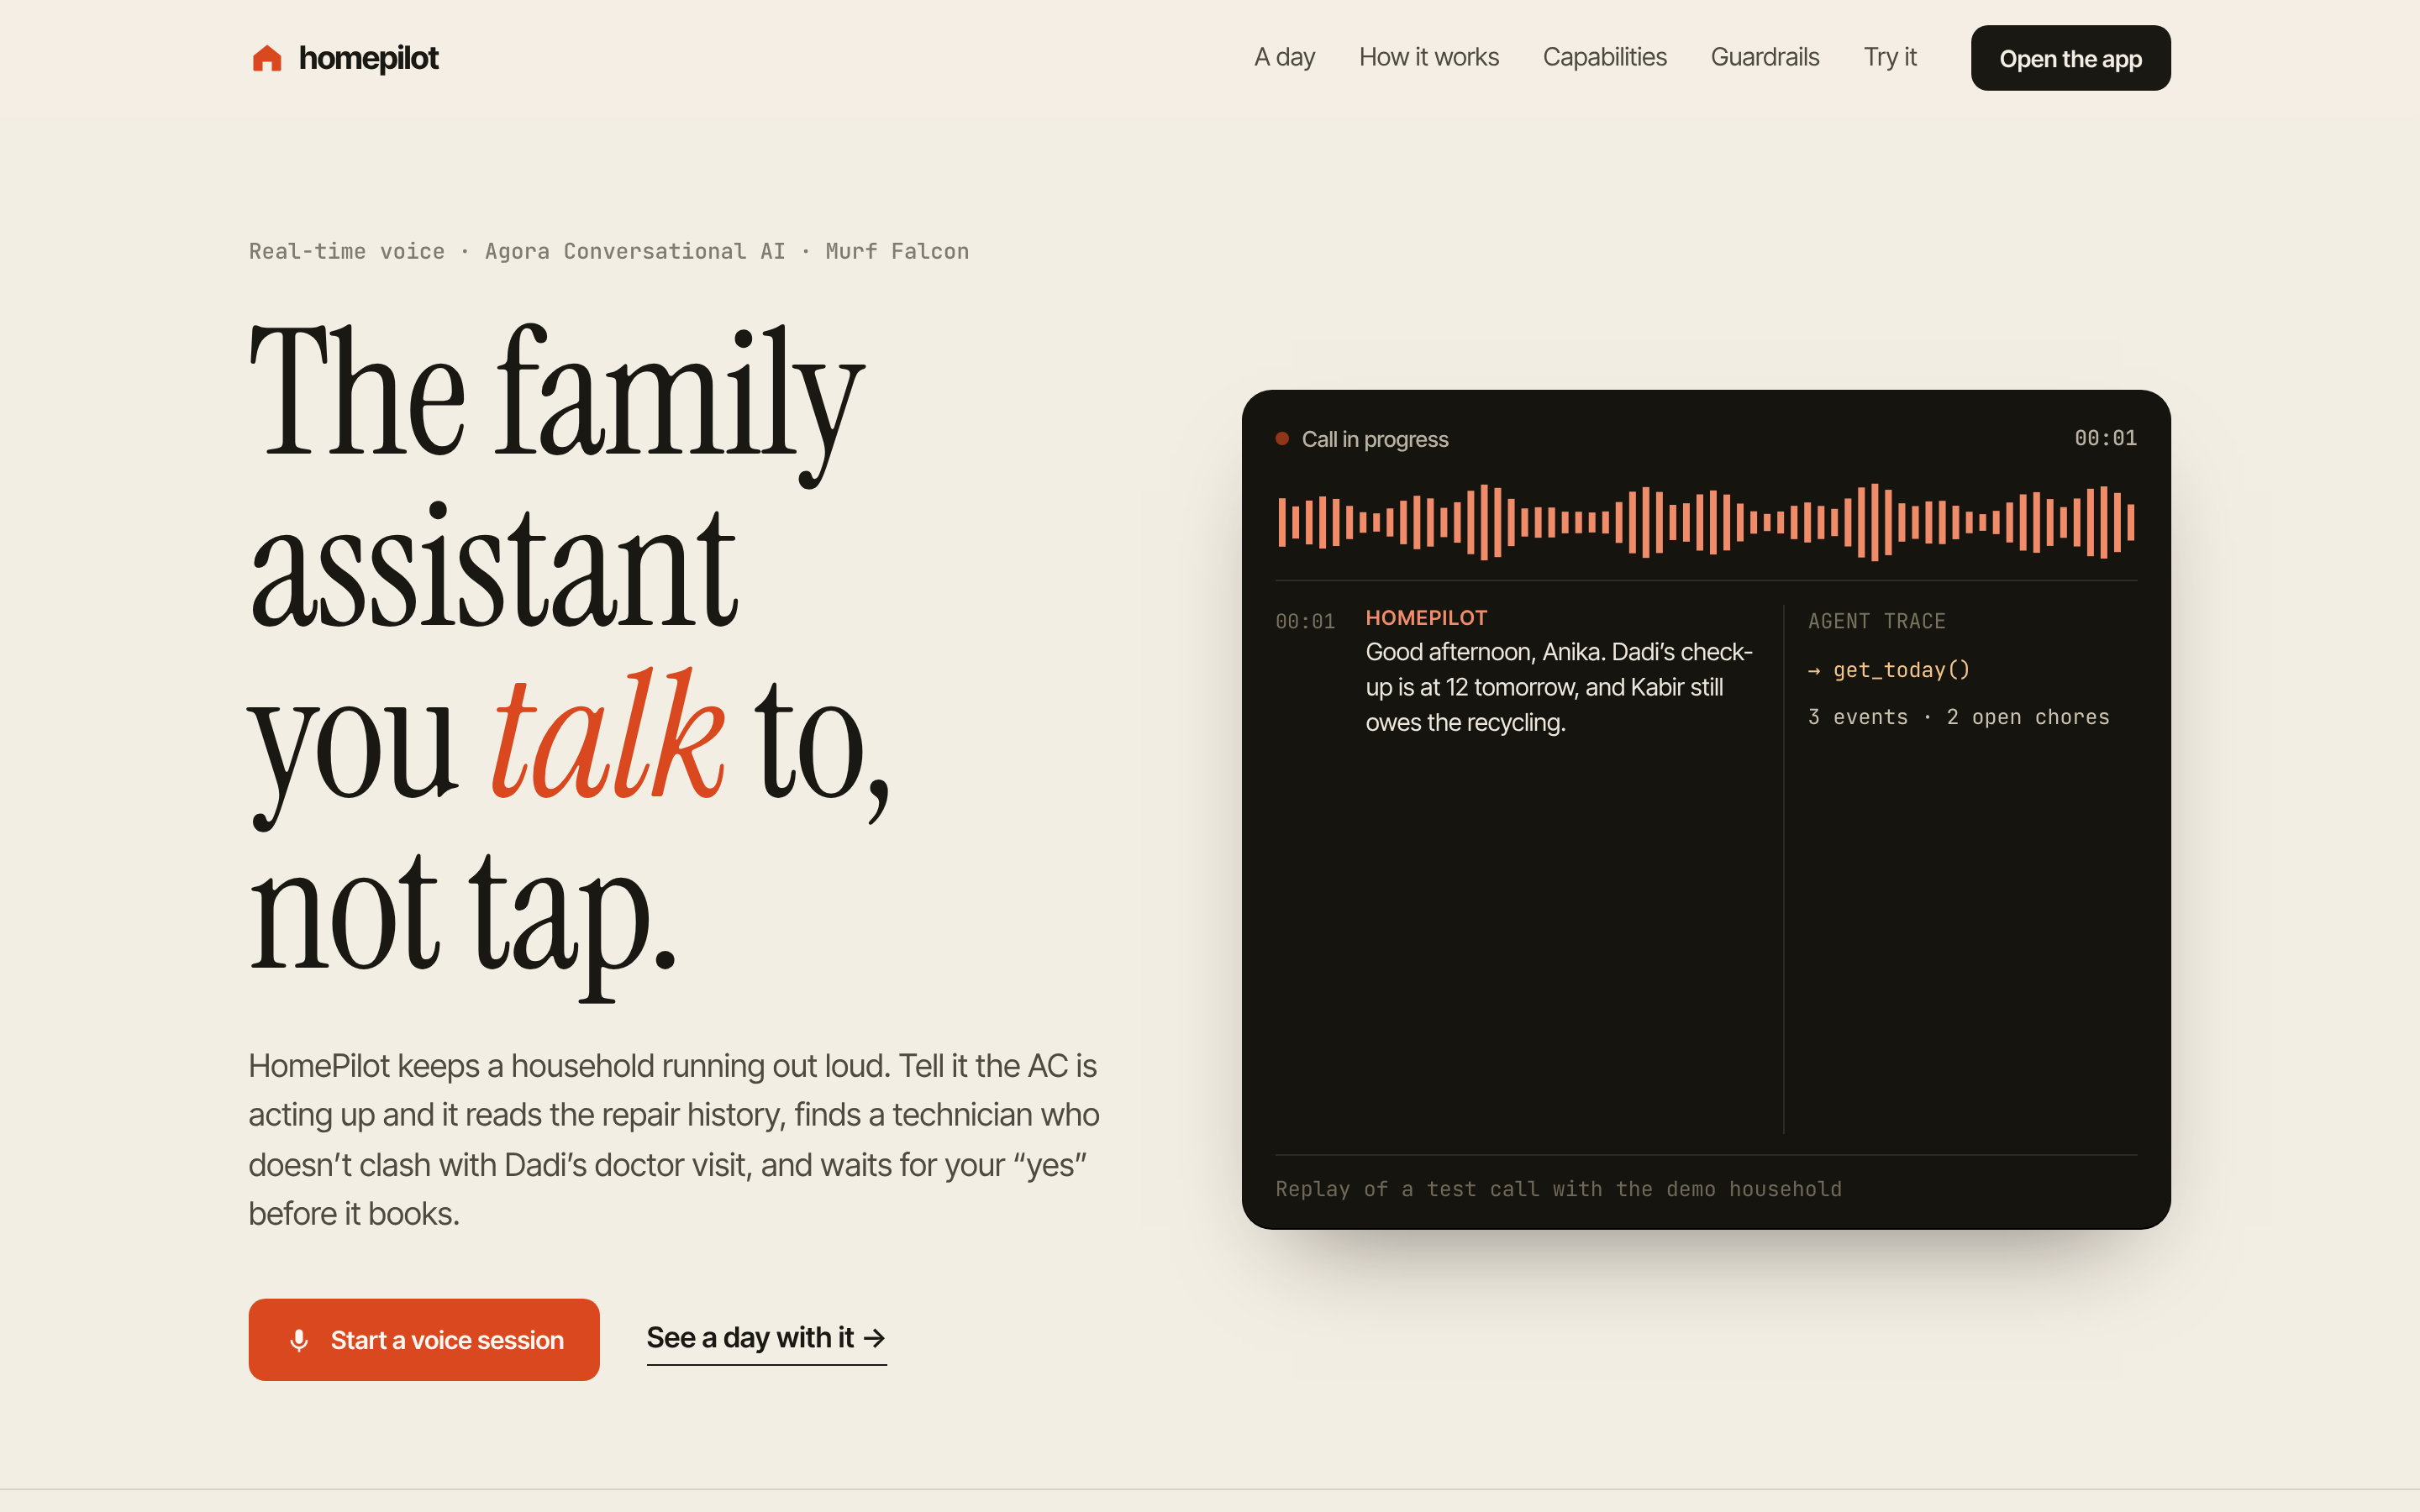 homepilot
A day
How it works
Capabilities
Guardrails
Try it
Open the app
Real-time voice · Agora Conversational AI · Murf Falcon
The family
assistant
you talk to,
not tap.
HomePilot keeps a household running out loud. Tell it the AC is
acting up and it reads the repair history, finds a technician who
doesn’t clash with Dadi’s doctor visit, and waits for your “yes”
before it books.
Start a voice session
See a day with it →
Call in progress
00:01
00:01
HOMEPILOT
Good afternoon, Anika. Dadi’s check-
up is at 12 tomorrow, and Kabir still
owes the recycling.
AGENT TRACE
→ get_today()
3 events · 2 open chores
Replay of a test call with the demo household